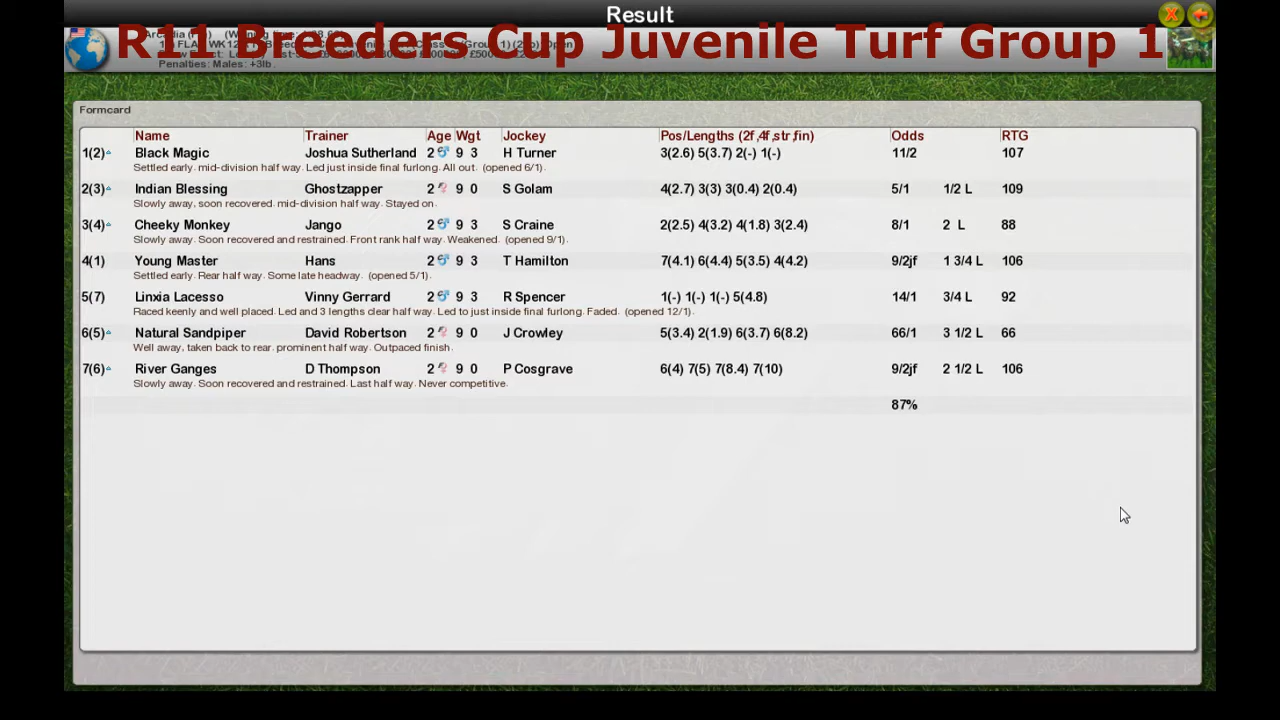 Result
R11 Breeders Cup Juvenile Turf Group 1
Penalties: Males: +3lb.
Formcard
Name Trainer Age Wgt Jockey Pos/Lengths (2f,4f,str,fin) Odds RTG
1(2) Black Magic Joshua Sutherland 2 9 3 H Turner 3(2.6) 5(3.7) 2(-) 1(-) 11/2 107
Settled early. mid-division half way. Led just inside final furlong. All out. (opened 6/1).
2(3) Indian Blessing Ghostzapper 2 9 0 S Golam 4(2.7) 3(3) 3(0.4) 2(0.4) 5/1 1/2 L 109
Slowly away, soon recovered. mid-division half way. Stayed on.
3(4) Cheeky Monkey Jango 2 9 3 S Craine 2(2.5) 4(3.2) 4(1.8) 3(2.4) 8/1 2 L 88
Slowly away. Soon recovered and restrained. Front rank half way. Weakened. (opened 9/1).
4(1) Young Master Hans 2 9 3 T Hamilton 7(4.1) 6(4.4) 5(3.5) 4(4.2) 9/2jf 1 3/4 L 106
Settled early. Rear half way. Some late headway. (opened 5/1).
5(7) Linxia Lacesso Vinny Gerrard 2 9 3 R Spencer 1(-) 1(-) 1(-) 5(4.8) 14/1 3/4 L 92
Raced keenly and well placed. Led and 3 lengths clear half way. Led to just inside final furlong. Faded. (opened 12/1).
6(5) Natural Sandpiper David Robertson 2 9 0 J Crowley 5(3.4) 2(1.9) 6(3.7) 6(8.2) 66/1 3 1/2 L 66
Well away, taken back to rear. prominent half way. Outpaced finish.
7(6) River Ganges D Thompson 2 9 0 P Cosgrave 6(4) 7(5) 7(8.4) 7(10) 9/2jf 2 1/2 L 106
Slowly away. Soon recovered and restrained. Last half way. Never competitive.
87%